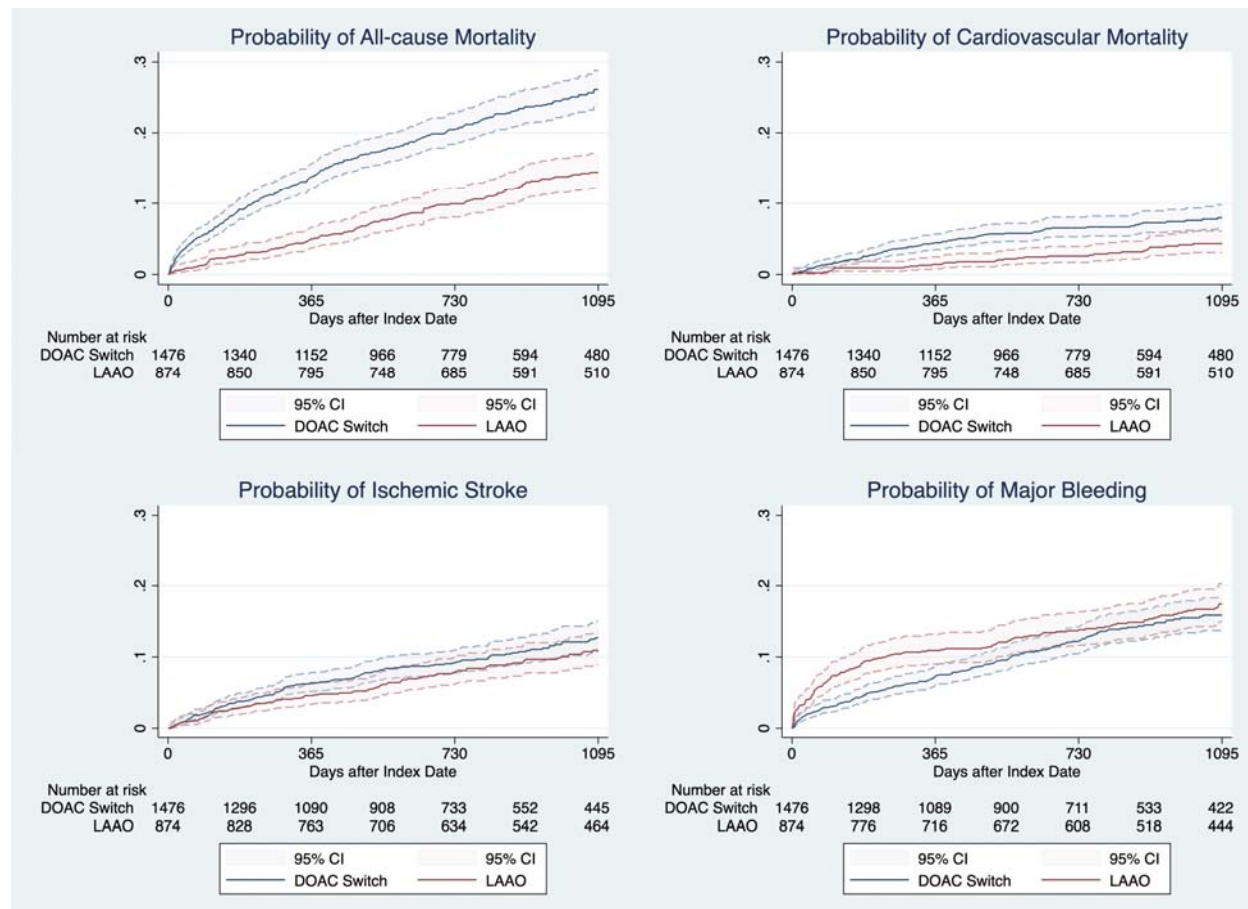 Probability of All-cause Mortality
.3
.2
.1
0
0 365 730 1095
Days after Index Date
Number at risk
DOAC Switch 1476 1340 1152 966 779 594 480
LAAO 874 850 795 748 685 591 510
95% CI 95% CI
DOAC Switch LAAO
Probability of Cardiovascular Mortality
.3
.2
.1
0
0 365 730 1095
Days after Index Date
Number at risk
DOAC Switch 1476 1340 1152 966 779 594 480
LAAO 874 850 795 748 685 591 510
95% CI 95% CI
DOAC Switch LAAO
Probability of Ischemic Stroke
.3
.2
.1
0
0 365 730 1095
Days after Index Date
Number at risk
DOAC Switch 1476 1296 1090 908 733 552 445
LAAO 874 828 763 706 634 542 464
95% CI 95% CI
DOAC Switch LAAO
Probability of Major Bleeding
.3
.2
.1
0
0 365 730 1095
Days after Index Date
Number at risk
DOAC Switch 1476 1298 1089 900 711 533 422
LAAO 874 776 716 672 608 518 444
95% CI 95% CI
DOAC Switch LAAO